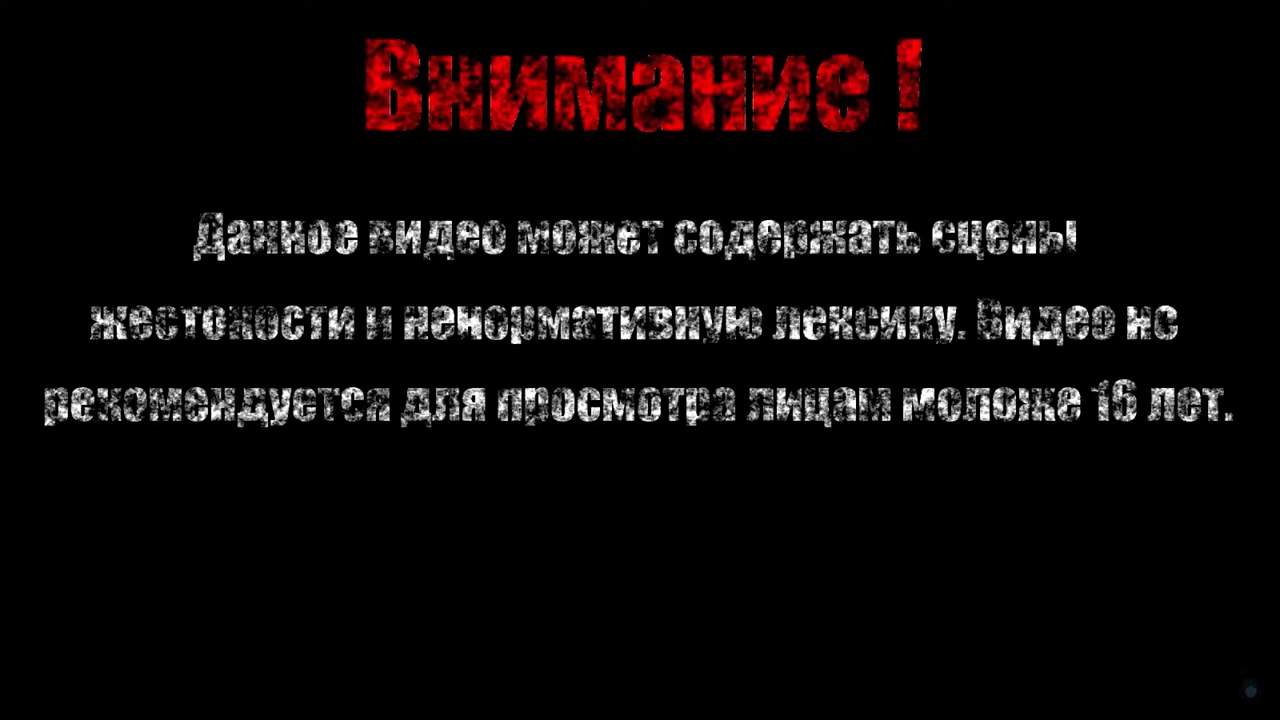 Внимание !
Данное видео может содержать сцены
жестокости и ненормативную лексику. Видео не
рекомендуется для просмотра лицам моложе 16 лет.